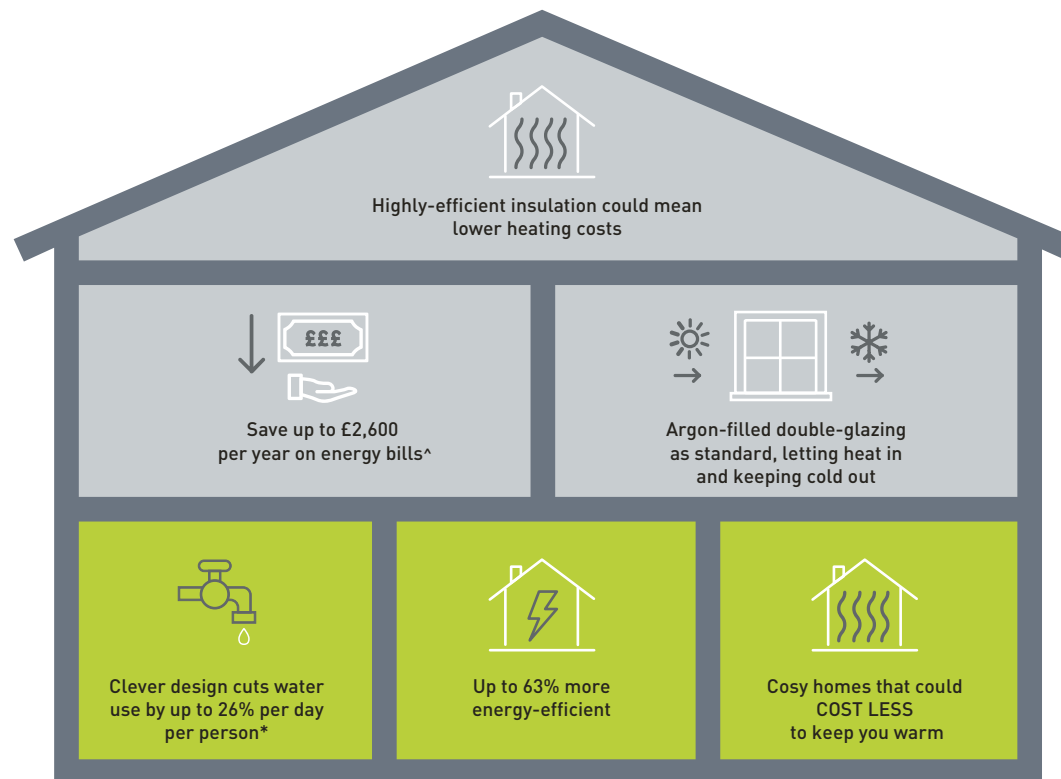 Highly-efficient insulation could mean
lower heating costs
£££
Save up to £2,600
per year on energy bills^
Argon-filled double-glazing
as standard, letting heat in
and keeping cold out
Clever design cuts water
use by up to 26% per day
per person*
Up to 63% more
energy-efficient
Cosy homes that could
COST LESS
to keep you warm